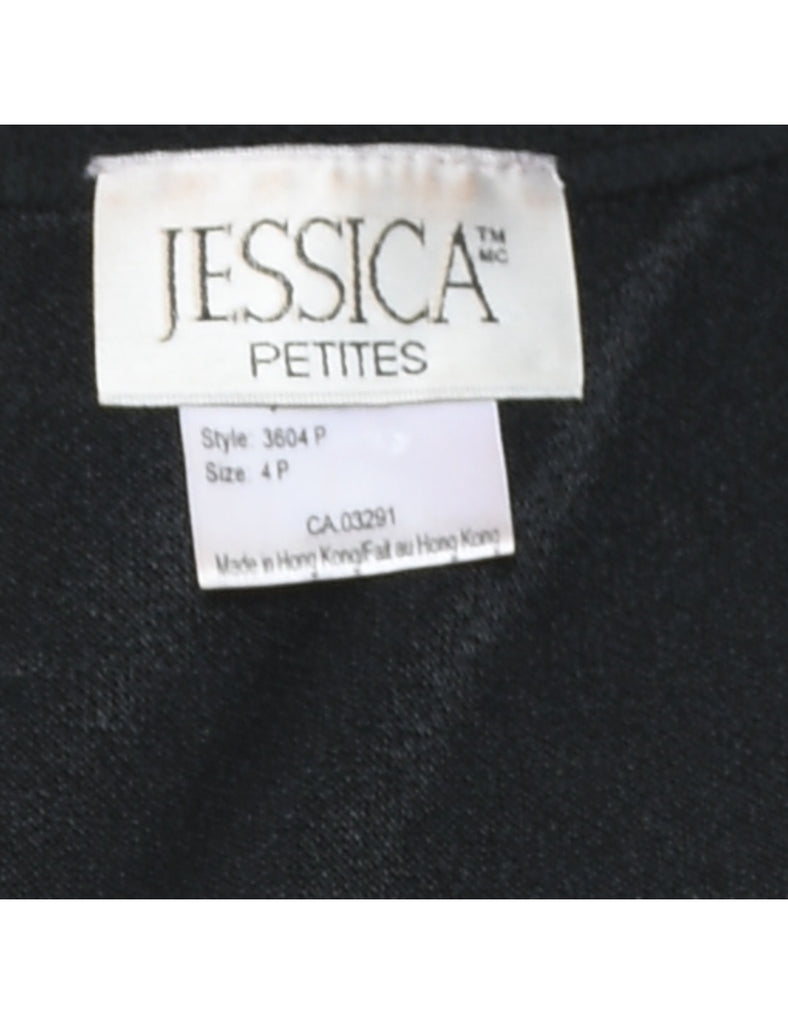 JESSICA™ MC
PETITES
Style: 3604 P
Size: 4 P
CA.03291
Made in Hong Kong/Fait au Hong Kong